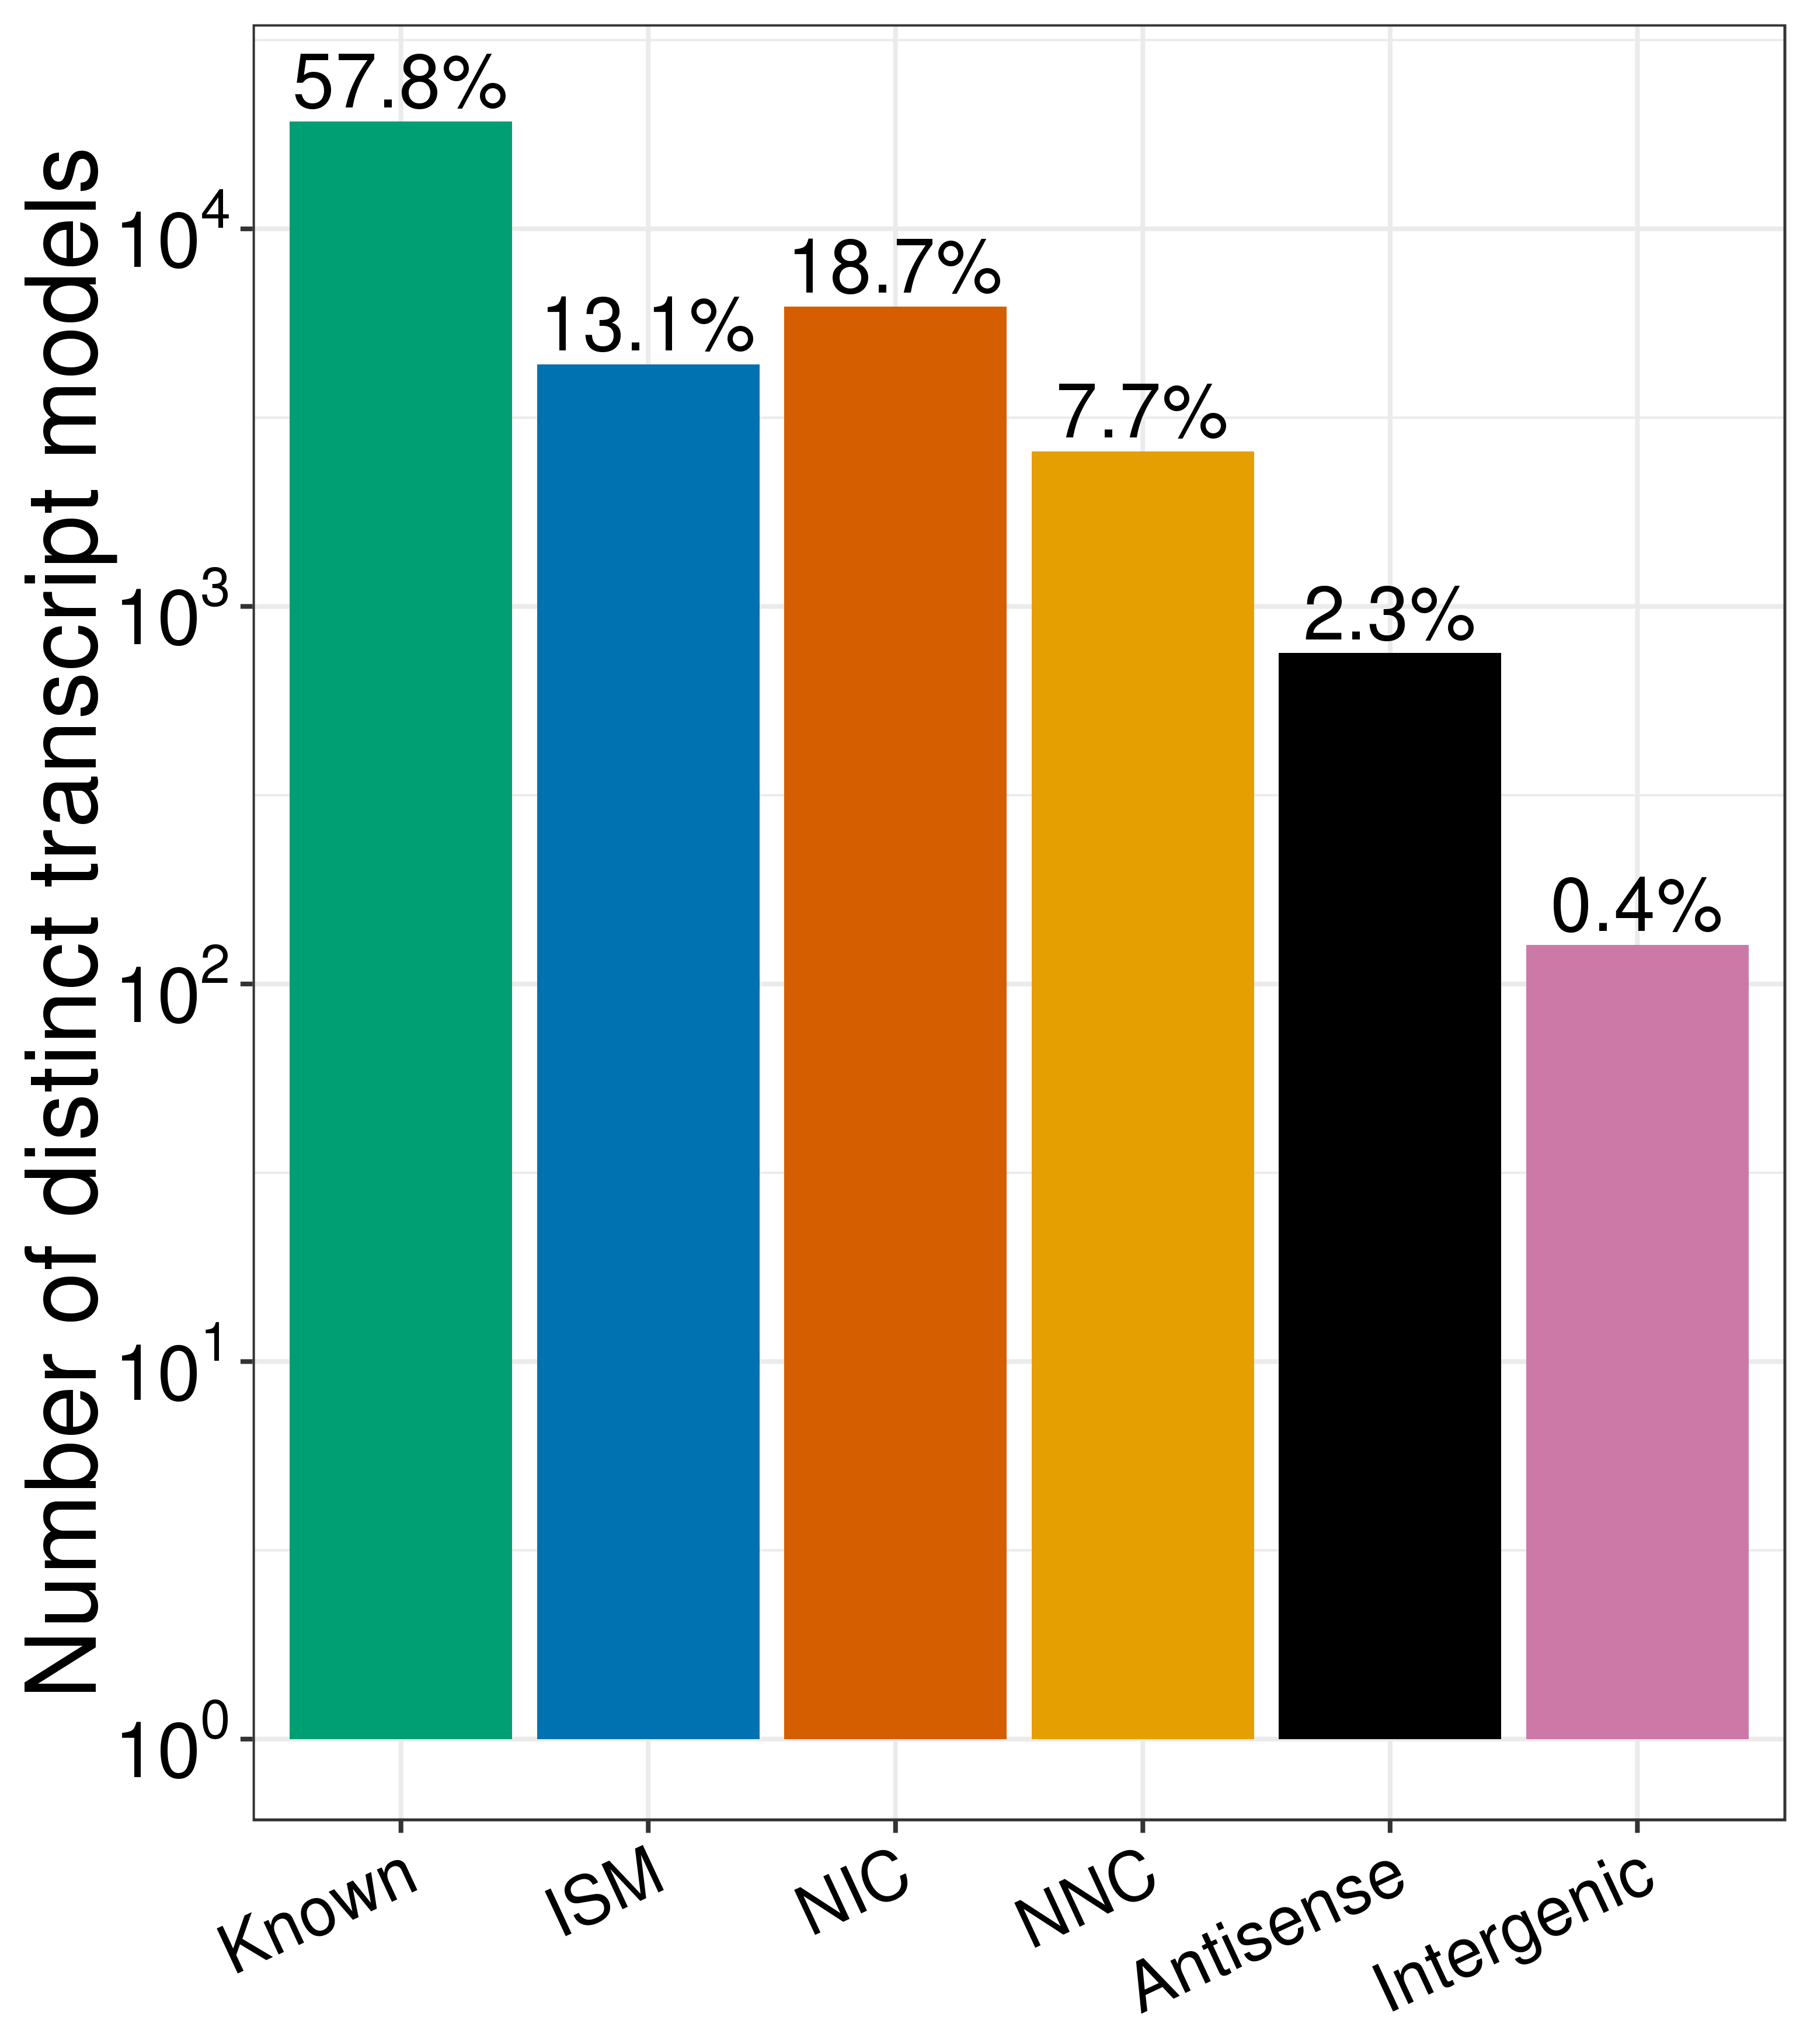 Number of distinct transcript models
10^4
10^3
10^2
10^1
10^0
57.8%
13.1%
18.7%
7.7%
2.3%
0.4%
Known
ISM
NIC
NNC
Antisense
Intergenic